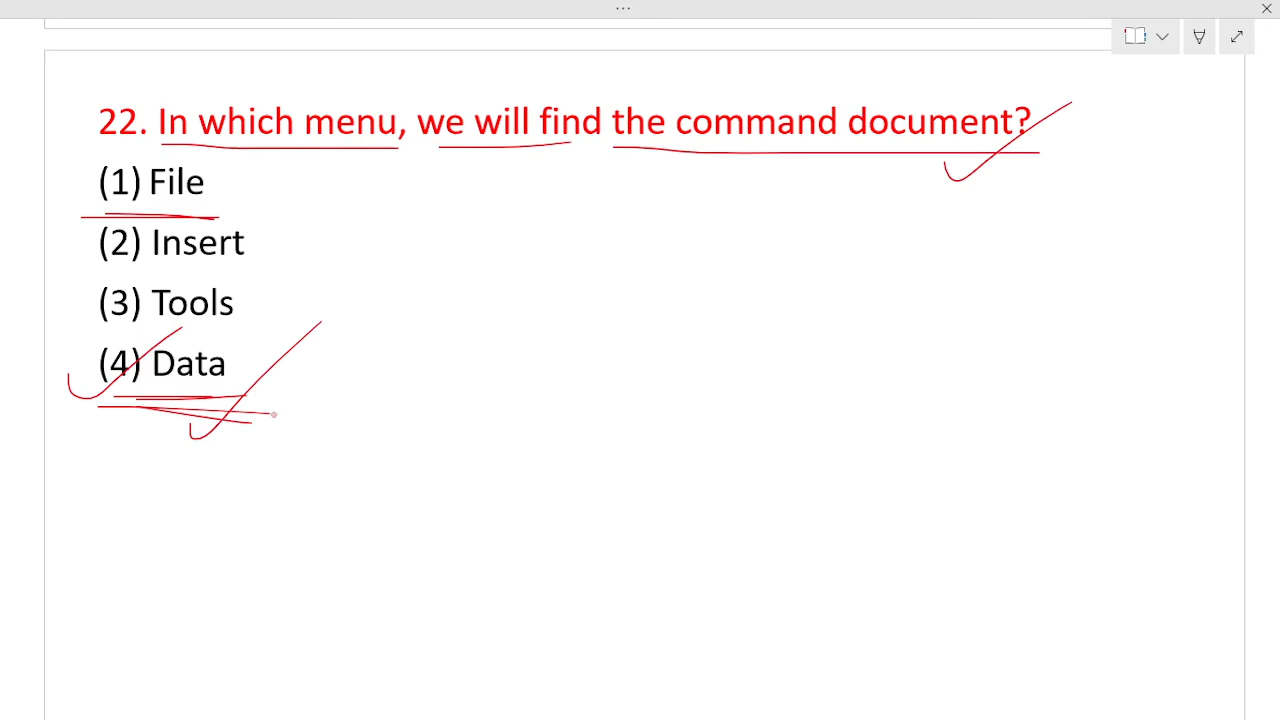 22. In which menu, we will find the command document?
(1) File
(2) Insert
(3) Tools
(4) Data